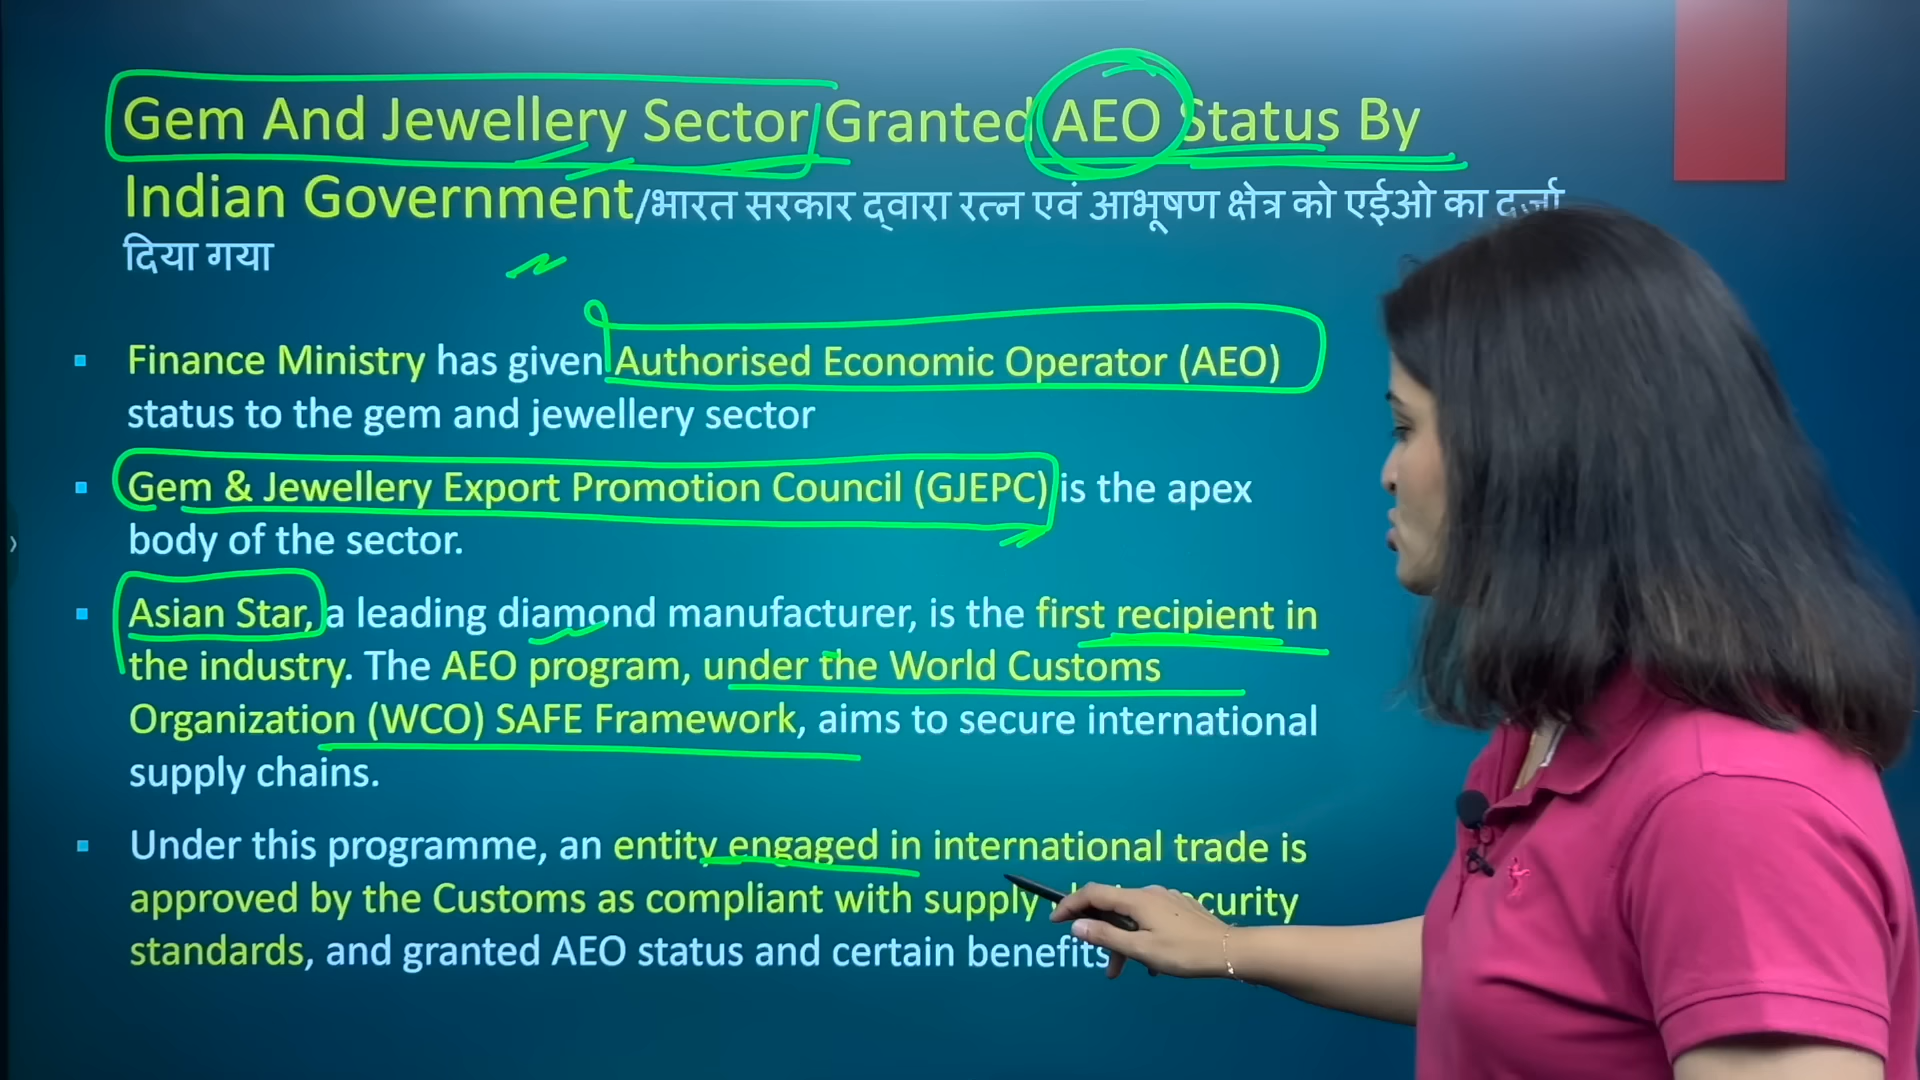 Gem And Jewellery Sector Granted AEO Status By
Indian Government/भारत सरकार द्वारा रत्न एवं आभूषण क्षेत्र को एईओ का दर्जा
दिया गया
Finance Ministry has given Authorised Economic Operator (AEO)
status to the gem and jewellery sector
Gem & Jewellery Export Promotion Council (GJEPC) is the apex
body of the sector.
Asian Star, a leading diamond manufacturer, is the first recipient in
the industry. The AEO program, under the World Customs
Organization (WCO) SAFE Framework, aims to secure international
supply chains.
Under this programme, an entity engaged in international trade is
approved by the Customs as compliant with supply
standards, and granted AEO status and certain benefits